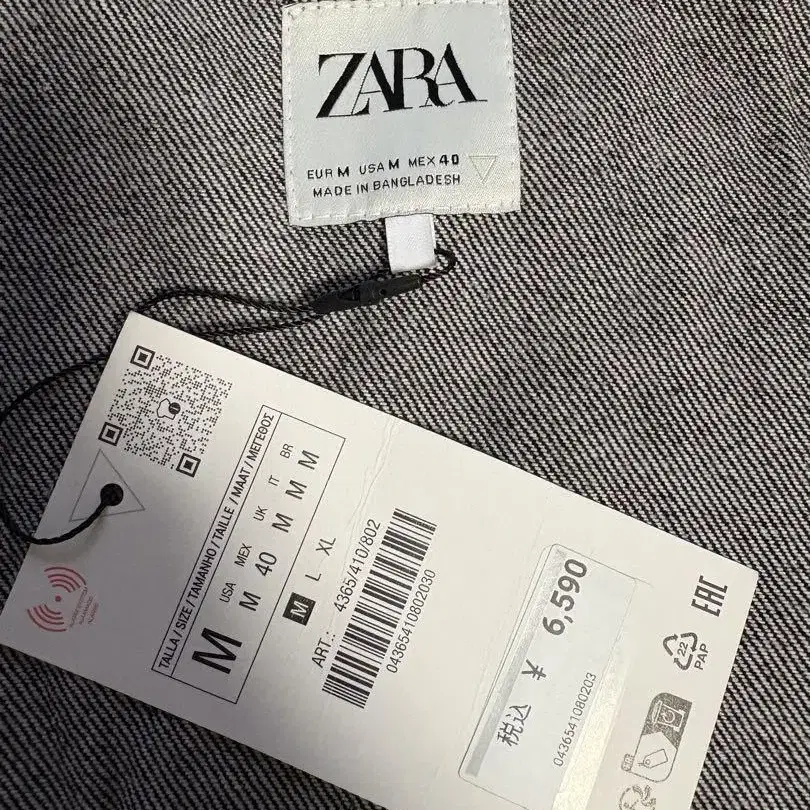 ZARA
EUR M USA M MEX 40
MADE IN BANGLADESH
TALLA / SIZE / TAMANHO / TAILLE / MAAT / ΜΕΓΕΘΟΣ
USA MEX UK IT BR
M M 40 M M M
M L XL
ART.: 4365/410/802
04365410802030
税込 ¥ 6,590
0436541080203
EAC
22
PAP